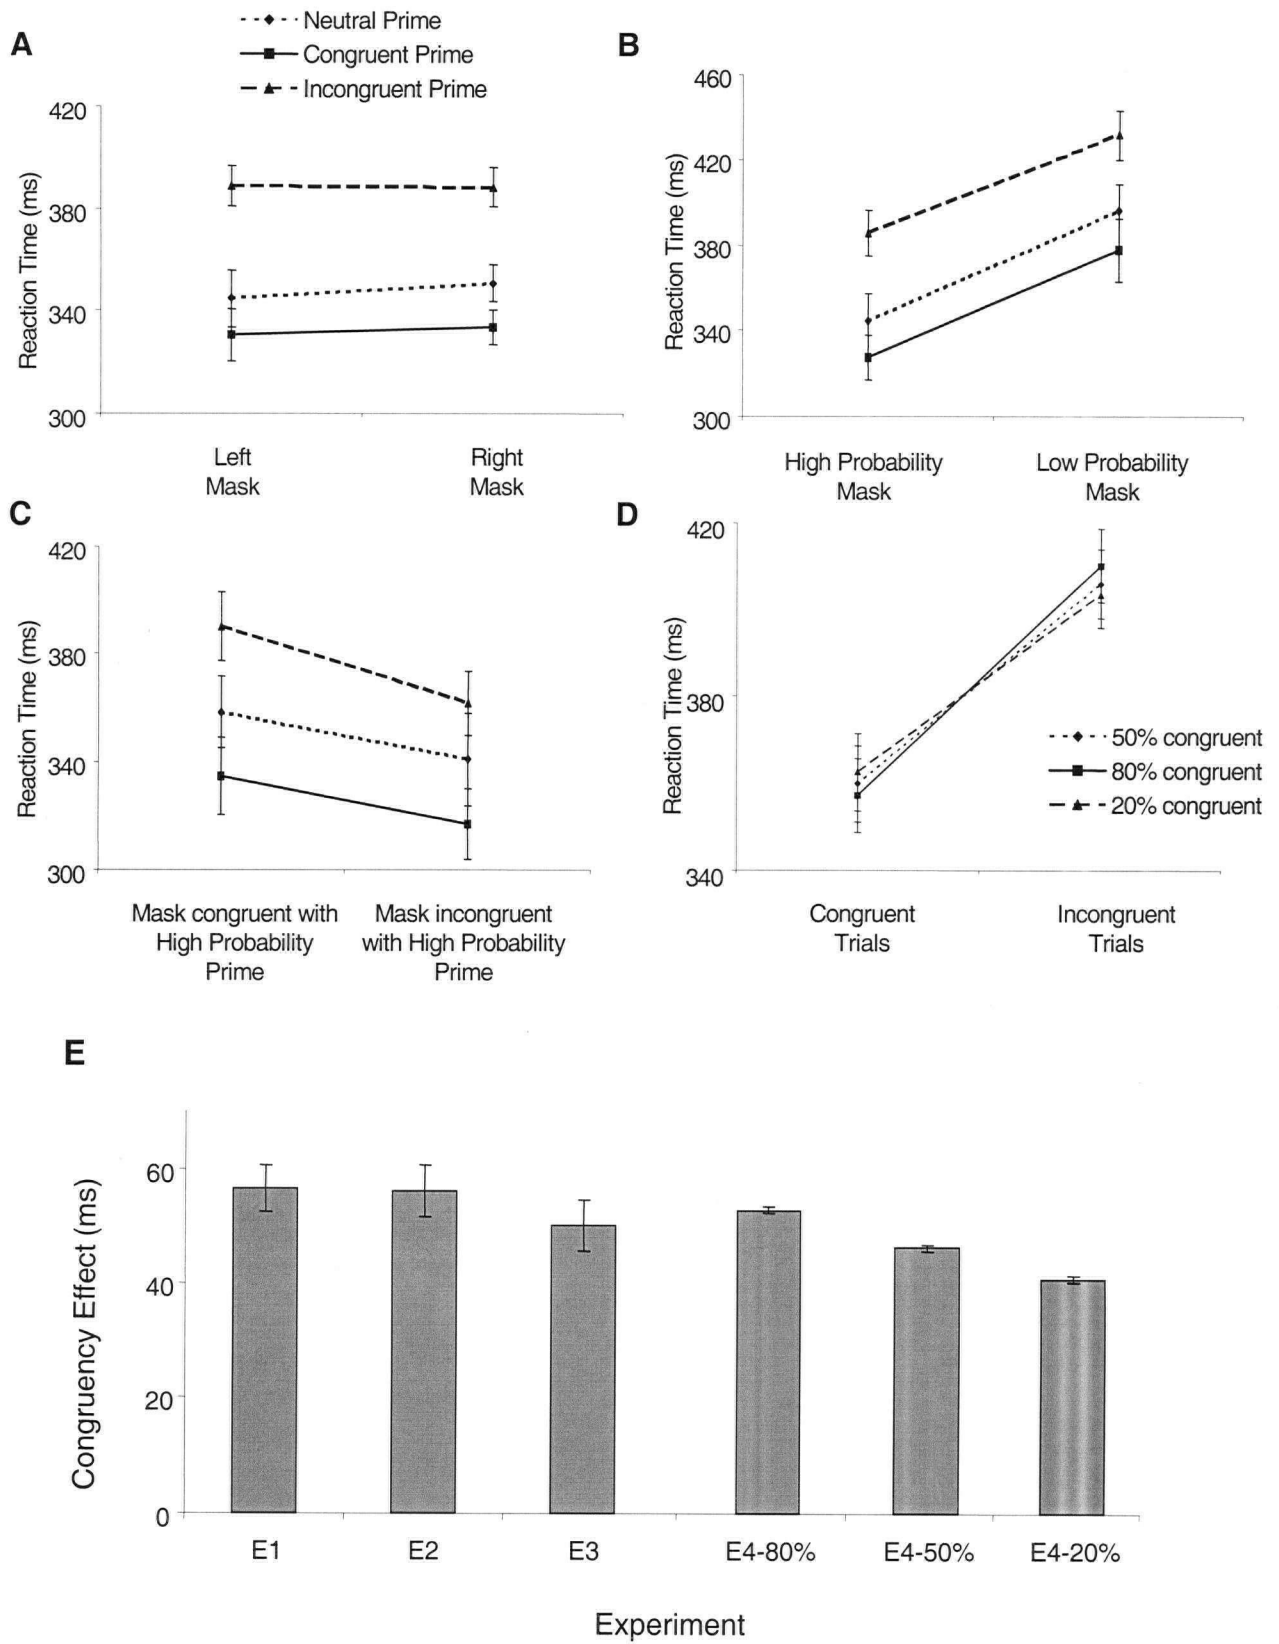 Neutral Prime
Congruent Prime
Incongruent Prime
A
420
380
340
300
Reaction Time (ms)
Left
Mask
Right
Mask
B
460
420
380
340
300
Reaction Time (ms)
High Probability
Mask
Low Probability
Mask
C
420
380
340
300
Reaction Time (ms)
Mask congruent with
High Probability
Prime
Mask incongruent
with High Probability
Prime
D
420
380
340
Reaction Time (ms)
50% congruent
80% congruent
20% congruent
Congruent
Trials
Incongruent
Trials
E
60
40
20
0
Congruency Effect (ms)
E1
E2
E3
E4-80%
E4-50%
E4-20%
Experiment